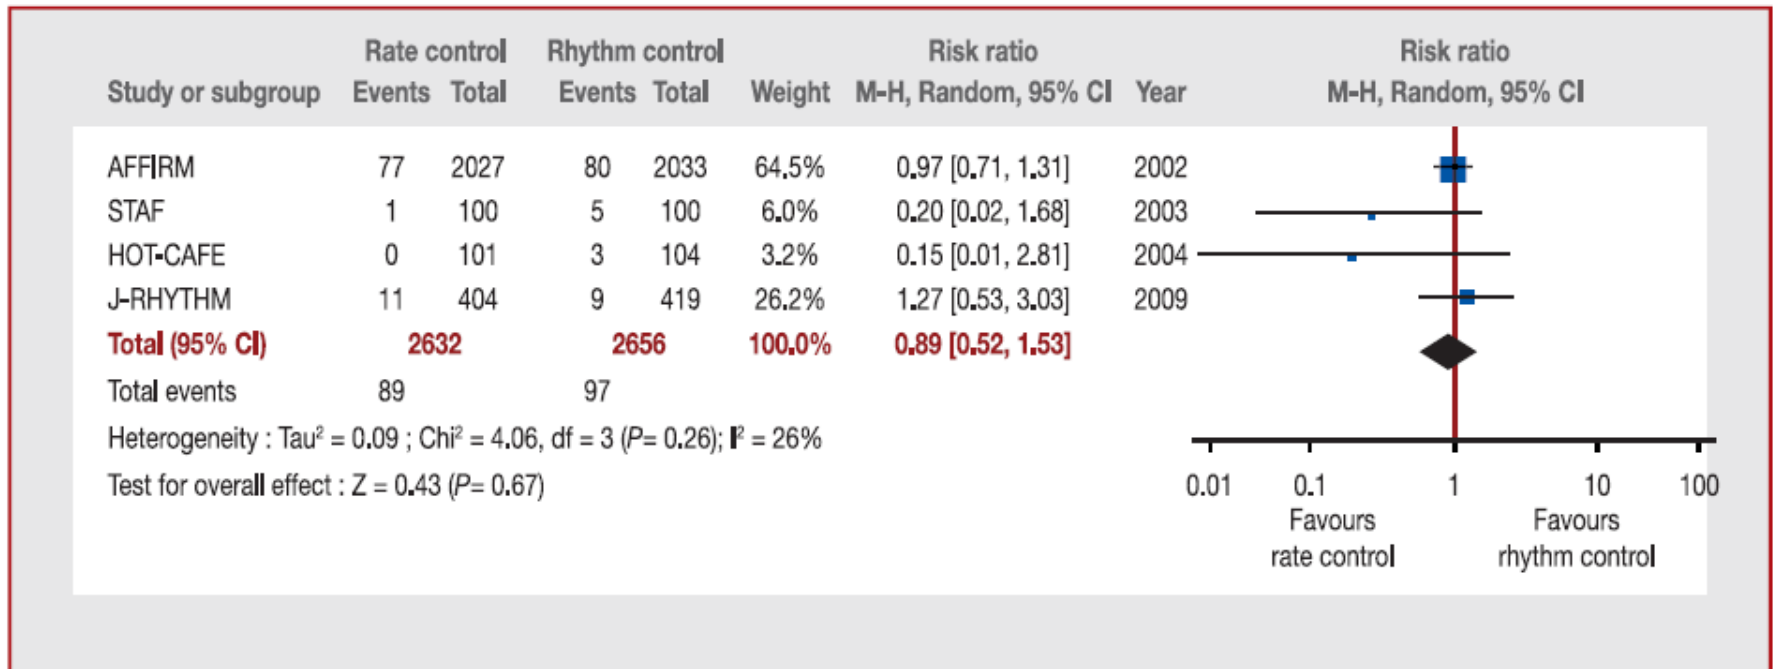 Rate control Rhythm control Risk ratio Risk ratio
Study or subgroup Events Total Events Total Weight M-H, Random, 95% CI Year M-H, Random, 95% CI
AFFIRM 77 2027 80 2033 64.5% 0.97 [0.71, 1.31] 2002
STAF 1 100 5 100 6.0% 0.20 [0.02, 1.68] 2003
HOT-CAFE 0 101 3 104 3.2% 0.15 [0.01, 2.81] 2004
J-RHYTHM 11 404 9 419 26.2% 1.27 [0.53, 3.03] 2009
Total (95% CI) 2632 2656 100.0% 0.89 [0.52, 1.53]
Total events 89 97
Heterogeneity : Tau² = 0.09 ; Chi² = 4.06, df = 3 (P= 0.26); I² = 26%
Test for overall effect : Z = 0.43 (P= 0.67)
0.01 0.1 1 10 100
Favours Favours
rate control rhythm control